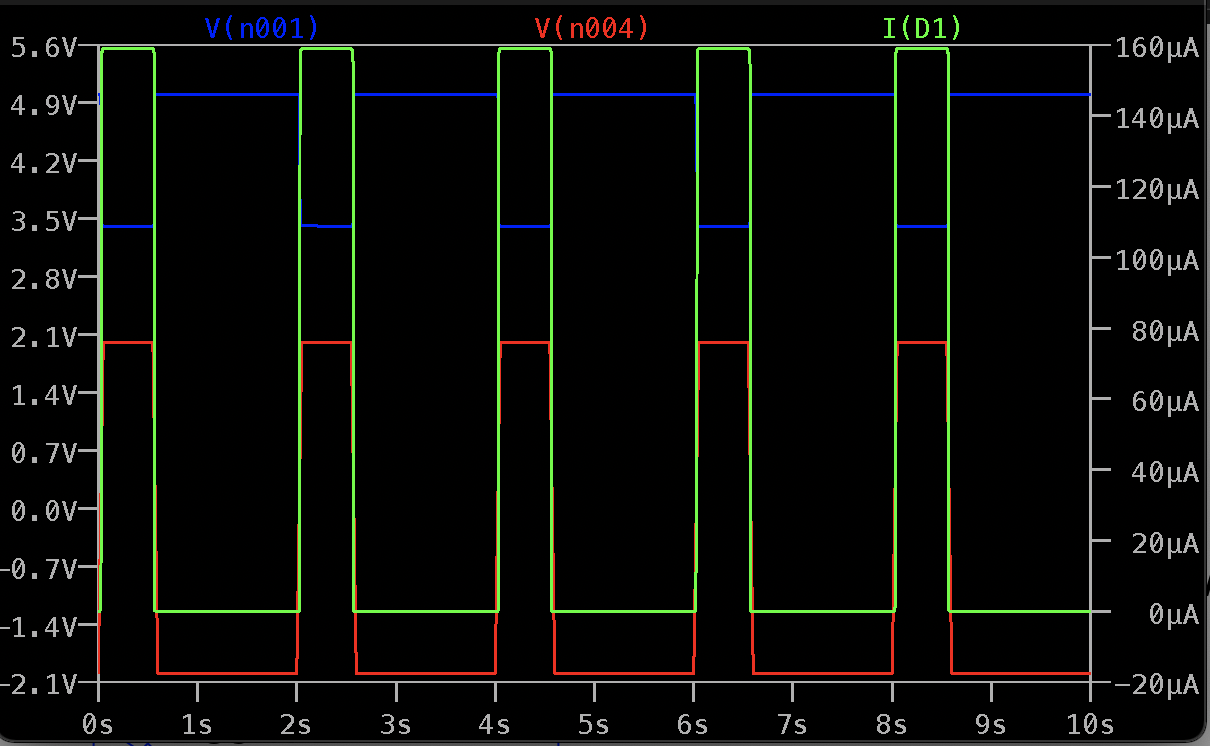 V(n001) V(n004) I(D1)
5.6V 160µA
4.9V 140µA
4.2V 120µA
3.5V 100µA
2.8V 80µA
2.1V 60µA
1.4V 40µA
0.7V 20µA
0.0V 0µA
-0.7V -20µA
-1.4V
-2.1V
0s 1s 2s 3s 4s 5s 6s 7s 8s 9s 10s